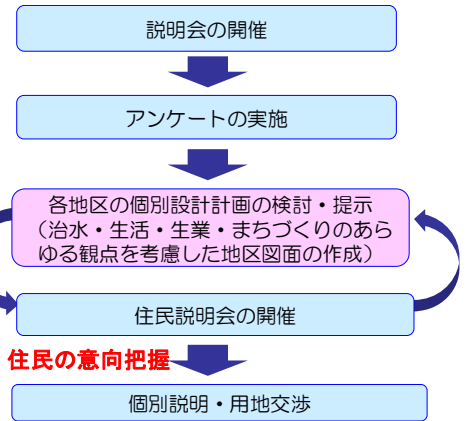 説明会の開催
アンケートの実施
各地区の個別設計計画の検討・提示
（治水・生活・生業・まちづくりのあら
ゆる観点を考慮した地区図面の作成）
住民説明会の開催
住民の意向把握
個別説明・用地交渉